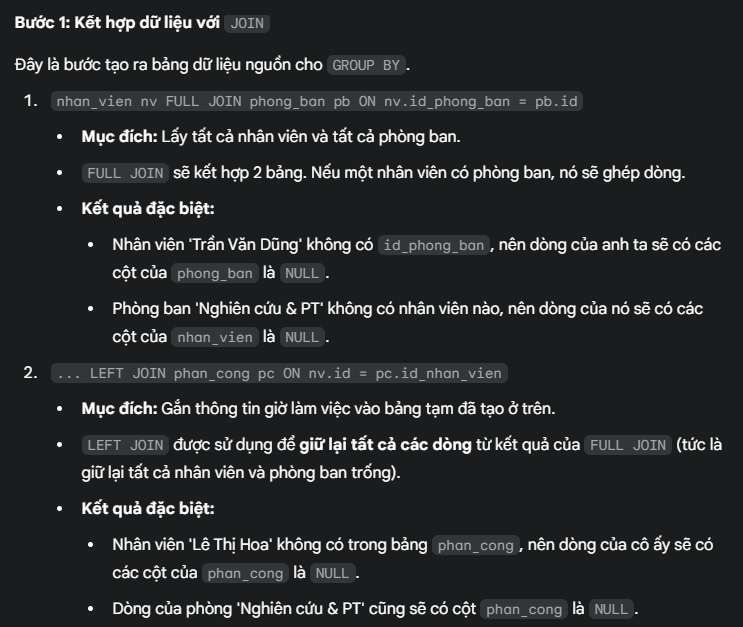 Bước 1: Kết hợp dữ liệu với JOIN
Đây là bước tạo ra bảng dữ liệu nguồn cho GROUP BY.
1. nhan_vien nv FULL JOIN phong_ban pb ON nv.id_phong_ban = pb.id
• Mục đích: Lấy tất cả nhân viên và tất cả phòng ban.
• FULL JOIN sẽ kết hợp 2 bảng. Nếu một nhân viên có phòng ban, nó sẽ ghép dòng.
• Kết quả đặc biệt:
• Nhân viên 'Trần Văn Dũng' không có id_phong_ban, nên dòng của anh ta sẽ có các
cột của phong_ban là NULL.
• Phòng ban 'Nghiên cứu & PT' không có nhân viên nào, nên dòng của nó sẽ có các
cột của nhan_vien là NULL.
2. ... LEFT JOIN phan_cong pc ON nv.id = pc.id_nhan_vien
• Mục đích: Gắn thông tin giờ làm việc vào bảng tạm đã tạo ở trên.
• LEFT JOIN được sử dụng để giữ lại tất cả các dòng từ kết quả của FULL JOIN (tức là
giữ lại tất cả nhân viên và phòng ban trống).
• Kết quả đặc biệt:
• Nhân viên 'Lê Thị Hoa' không có trong bảng phan_cong, nên dòng của cô ấy sẽ có
các cột của phan_cong là NULL.
• Dòng của phòng 'Nghiên cứu & PT' cũng sẽ có cột phan_cong là NULL.